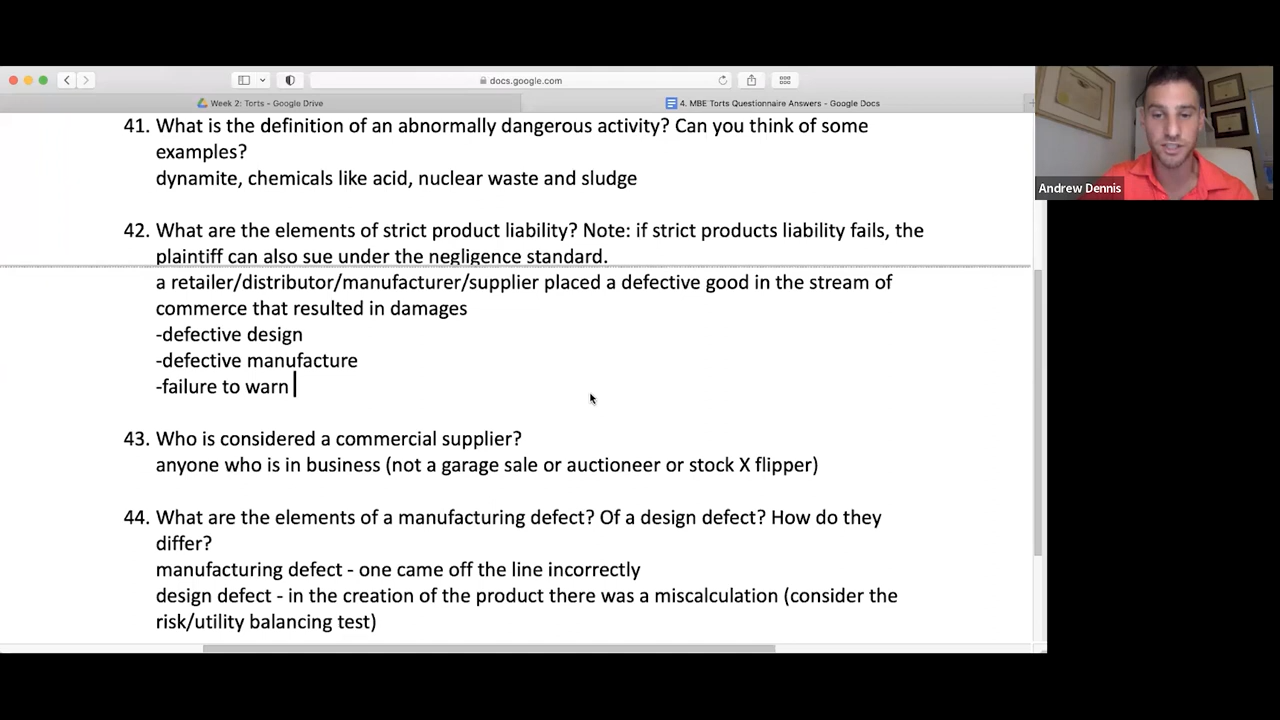 docs.google.com
Week 2: Torts - Google Drive
4. MBE Torts Questionnaire Answers - Google Docs
Andrew Dennis
41. What is the definition of an abnormally dangerous activity? Can you think of some
examples?
dynamite, chemicals like acid, nuclear waste and sludge
42. What are the elements of strict product liability? Note: if strict products liability fails, the
plaintiff can also sue under the negligence standard.
a retailer/distributor/manufacturer/supplier placed a defective good in the stream of
commerce that resulted in damages
-defective design
-defective manufacture
-failure to warn
43. Who is considered a commercial supplier?
anyone who is in business (not a garage sale or auctioneer or stock X flipper)
44. What are the elements of a manufacturing defect? Of a design defect? How do they
differ?
manufacturing defect - one came off the line incorrectly
design defect - in the creation of the product there was a miscalculation (consider the
risk/utility balancing test)